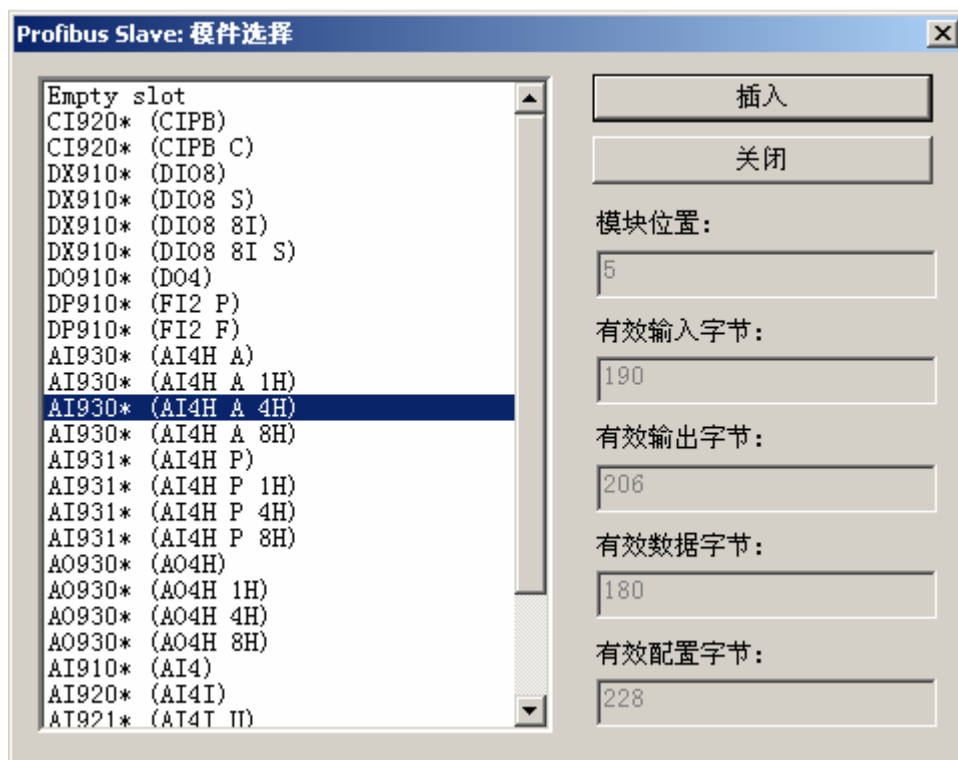 Profibus Slave: 模件选择
Empty slot
CI920* (CIPB)
CI920* (CIPB C)
DX910* (DIO8)
DX910* (DIO8 S)
DX910* (DIO8 8I)
DX910* (DIO8 8I S)
DO910* (DO4)
DP910* (FI2 P)
DP910* (FI2 F)
AI930* (AI4H A)
AI930* (AI4H A 1H)
AI930* (AI4H A 4H)
AI930* (AI4H A 8H)
AI931* (AI4H P)
AI931* (AI4H P 1H)
AI931* (AI4H P 4H)
AI931* (AI4H P 8H)
AO930* (AO4H)
AO930* (AO4H 1H)
AO930* (AO4H 4H)
AO930* (AO4H 8H)
AI910* (AI4)
AI920* (AI4I)
AI921* (AI4I U)
插入
关闭
模块位置:
5
有效输入字节:
190
有效输出字节:
206
有效数据字节:
180
有效配置字节:
228